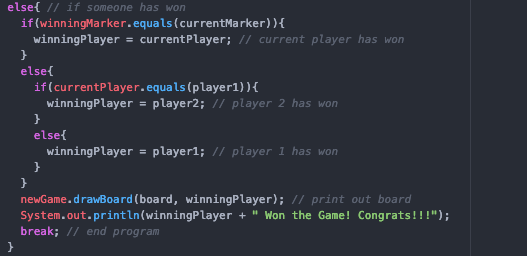 else{ // if someone has won
if(winningMarker.equals(currentMarker)){
winningPlayer = currentPlayer; // current player has won
}
else{
if(currentPlayer.equals(player1)){
winningPlayer = player2; // player 2 has won
}
else{
winningPlayer = player1; // player 1 has won
}
}
newGame.drawBoard(board, winningPlayer); // print out board
System.out.println(winningPlayer + " Won the Game! Congrats!!!");
break; // end program
}